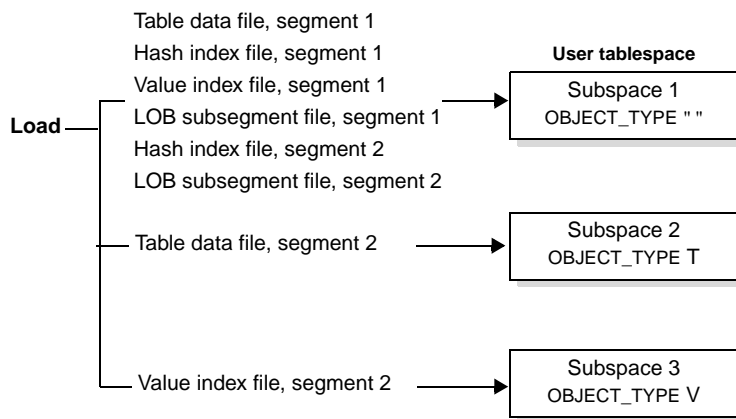 Table data file, segment 1
Hash index file, segment 1
Value index file, segment 1
LOB subsegment file, segment 1
Hash index file, segment 2
LOB subsegment file, segment 2
Load
User tablespace
Subspace 1
OBJECT_TYPE " "
Table data file, segment 2
Subspace 2
OBJECT_TYPE T
Value index file, segment 2
Subspace 3
OBJECT_TYPE V